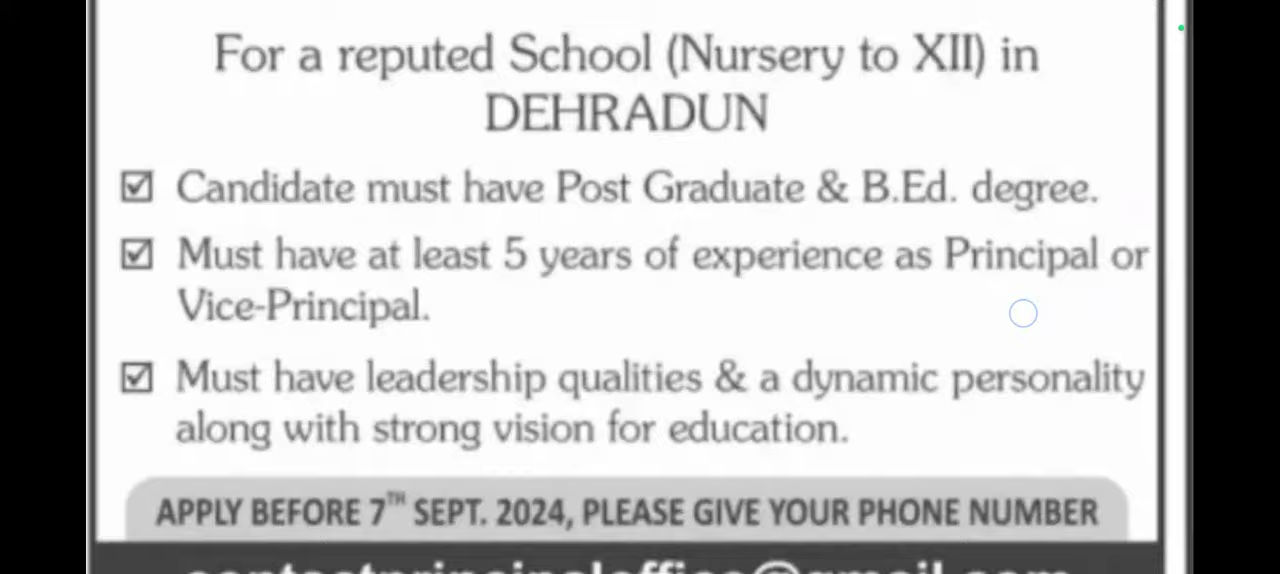 For a reputed School (Nursery to XII) in
DEHRADUN
☑ Candidate must have Post Graduate & B.Ed. degree.
☑ Must have at least 5 years of experience as Principal or
Vice-Principal.
☑ Must have leadership qualities & a dynamic personality
along with strong vision for education.
APPLY BEFORE 7TH SEPT. 2024, PLEASE GIVE YOUR PHONE NUMBER